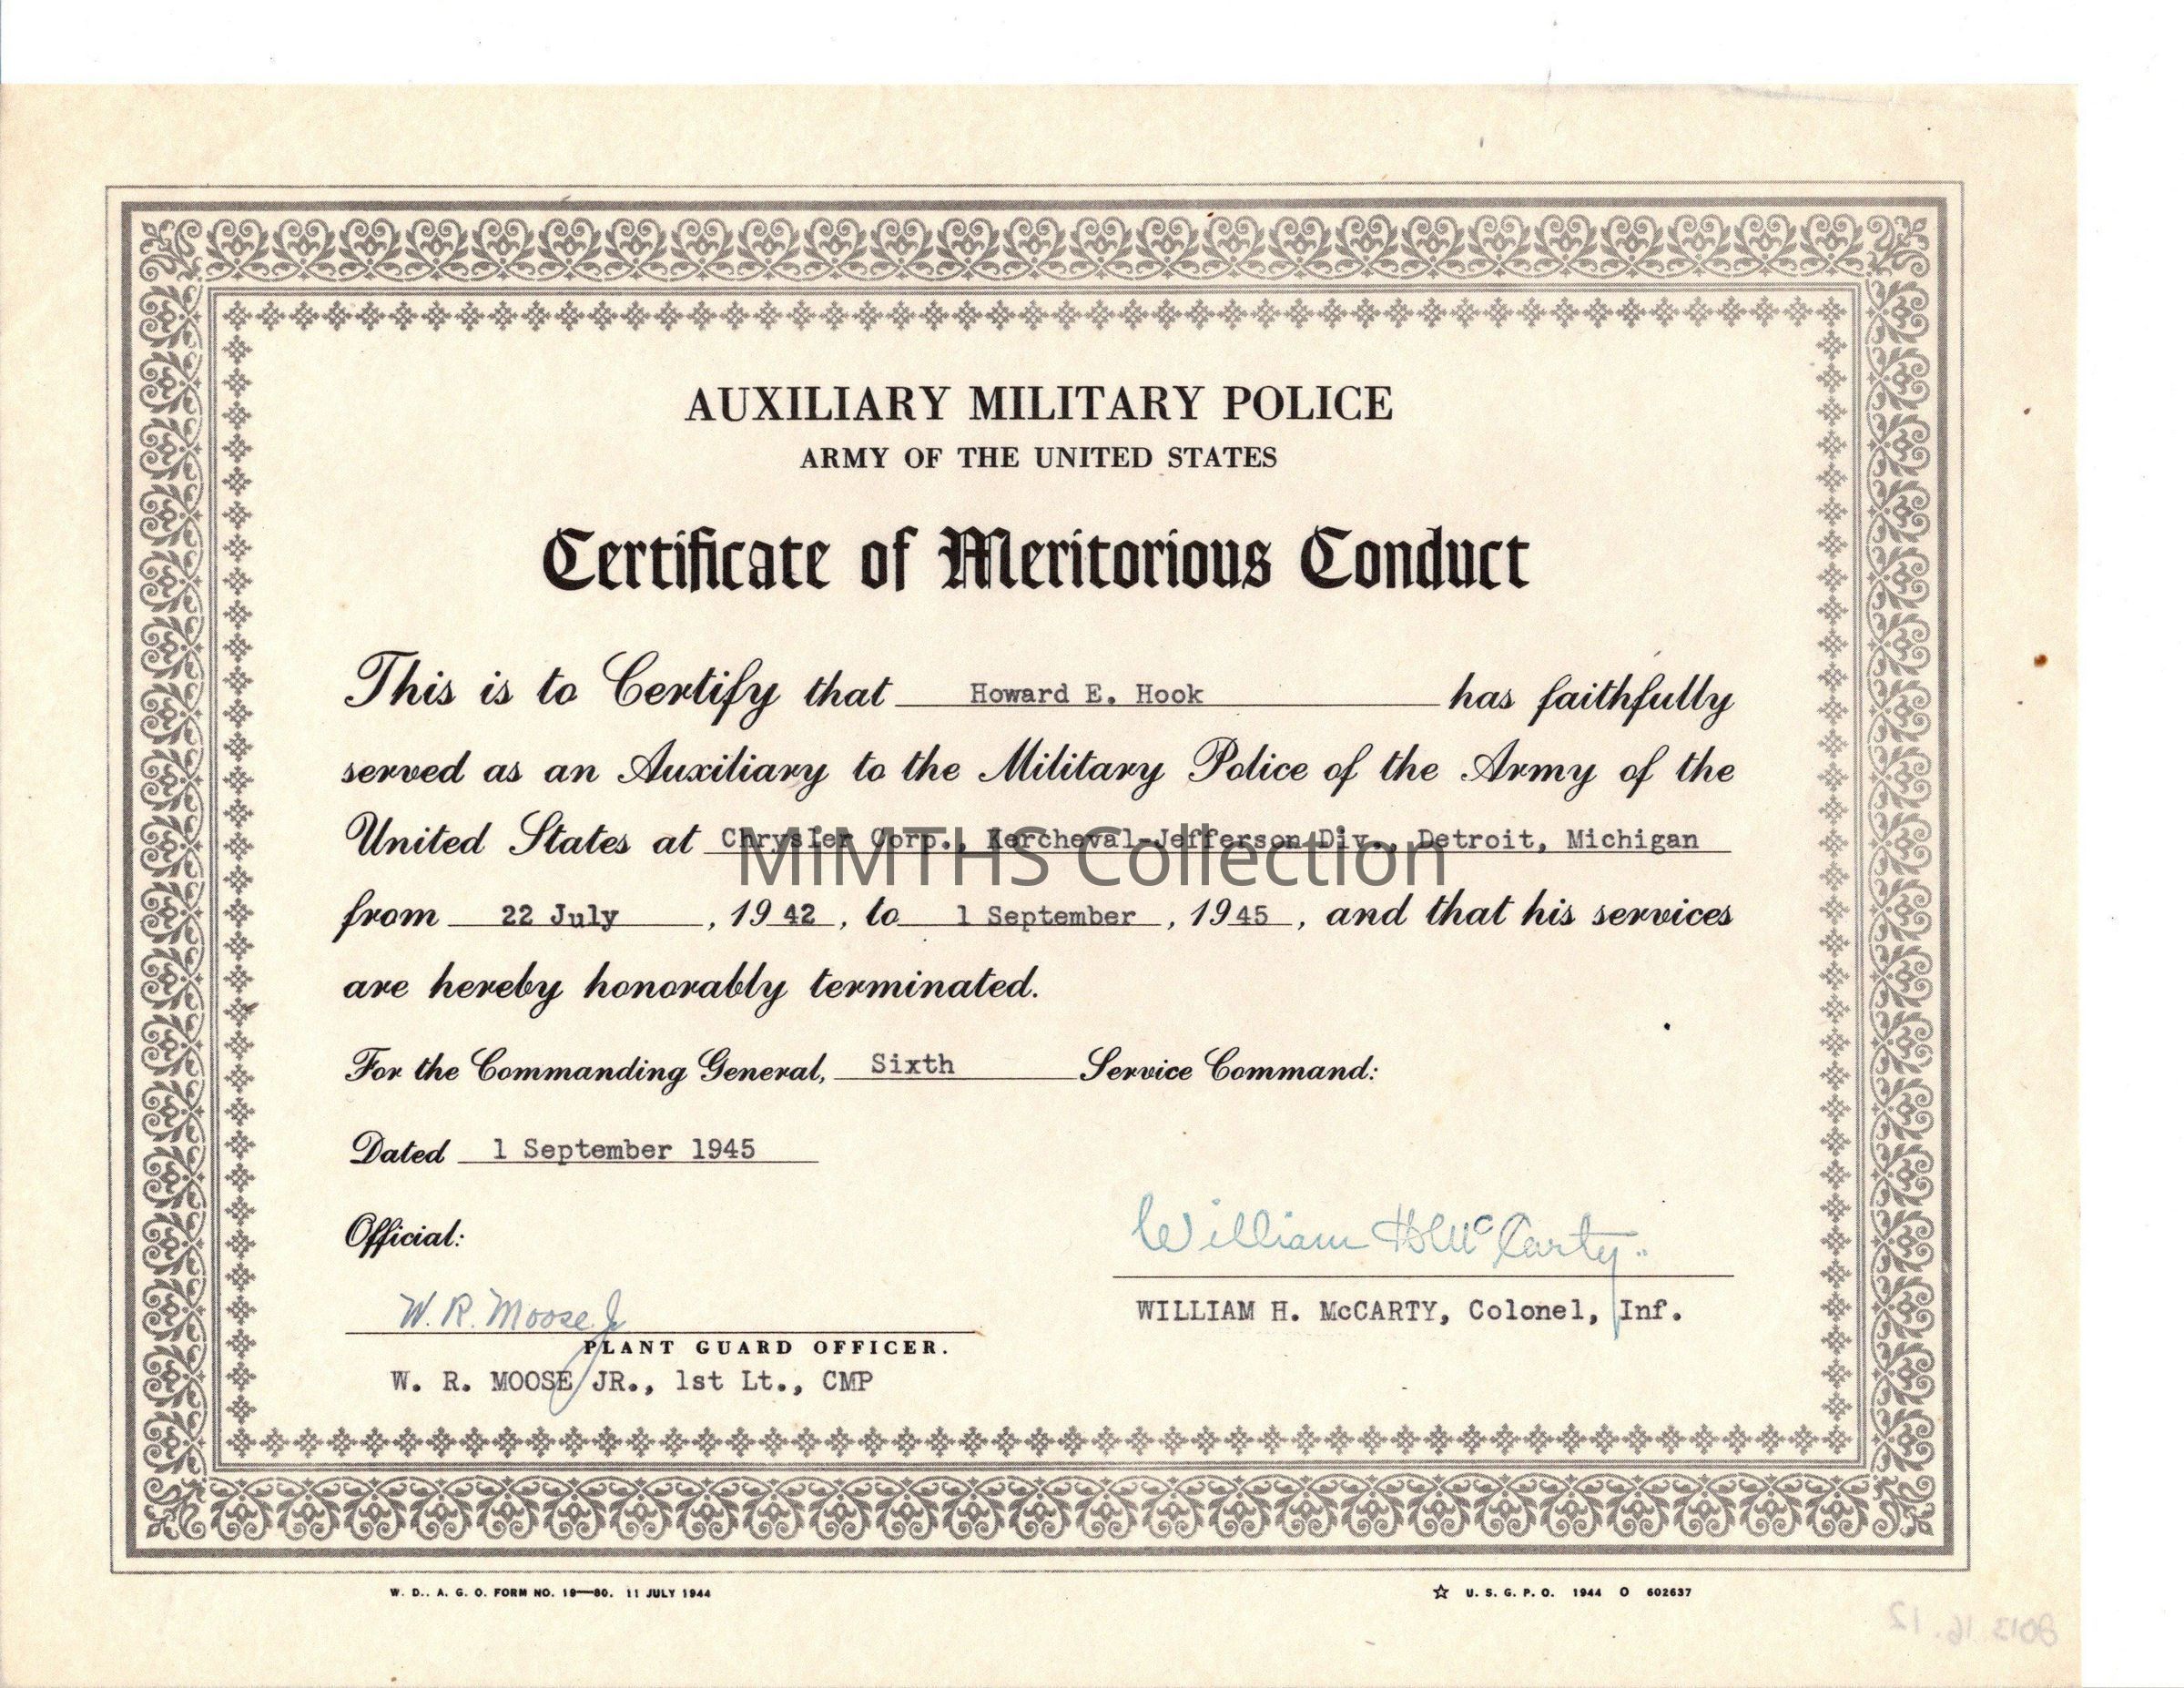 AUXILIARY MILITARY POLICE
ARMY OF THE UNITED STATES
Certificate of Meritorious Conduct
This is to Certify that Howard E. Hook has faithfully
served as an Auxiliary to the Military Police of the Army of the
United States at Chrysler Corp., Kercheval-Jefferson Div., Detroit, Michigan
MiMTHS Collection
from 22 July, 1942, to 1 September, 1945, and that his services
are hereby honorably terminated.
For the Commanding General, Sixth Service Command:
Dated 1 September 1945
Official:
William H McCarty
W. R. Moose Jr
WILLIAM H. McCARTY, Colonel, Inf.
PLANT GUARD OFFICER.
W. R. MOOSE JR., 1st Lt., CMP
W. D., A. G. O. FORM NO. 19—80. 11 JULY 1944
☆ U. S. G. P. O. 1944 O 602637